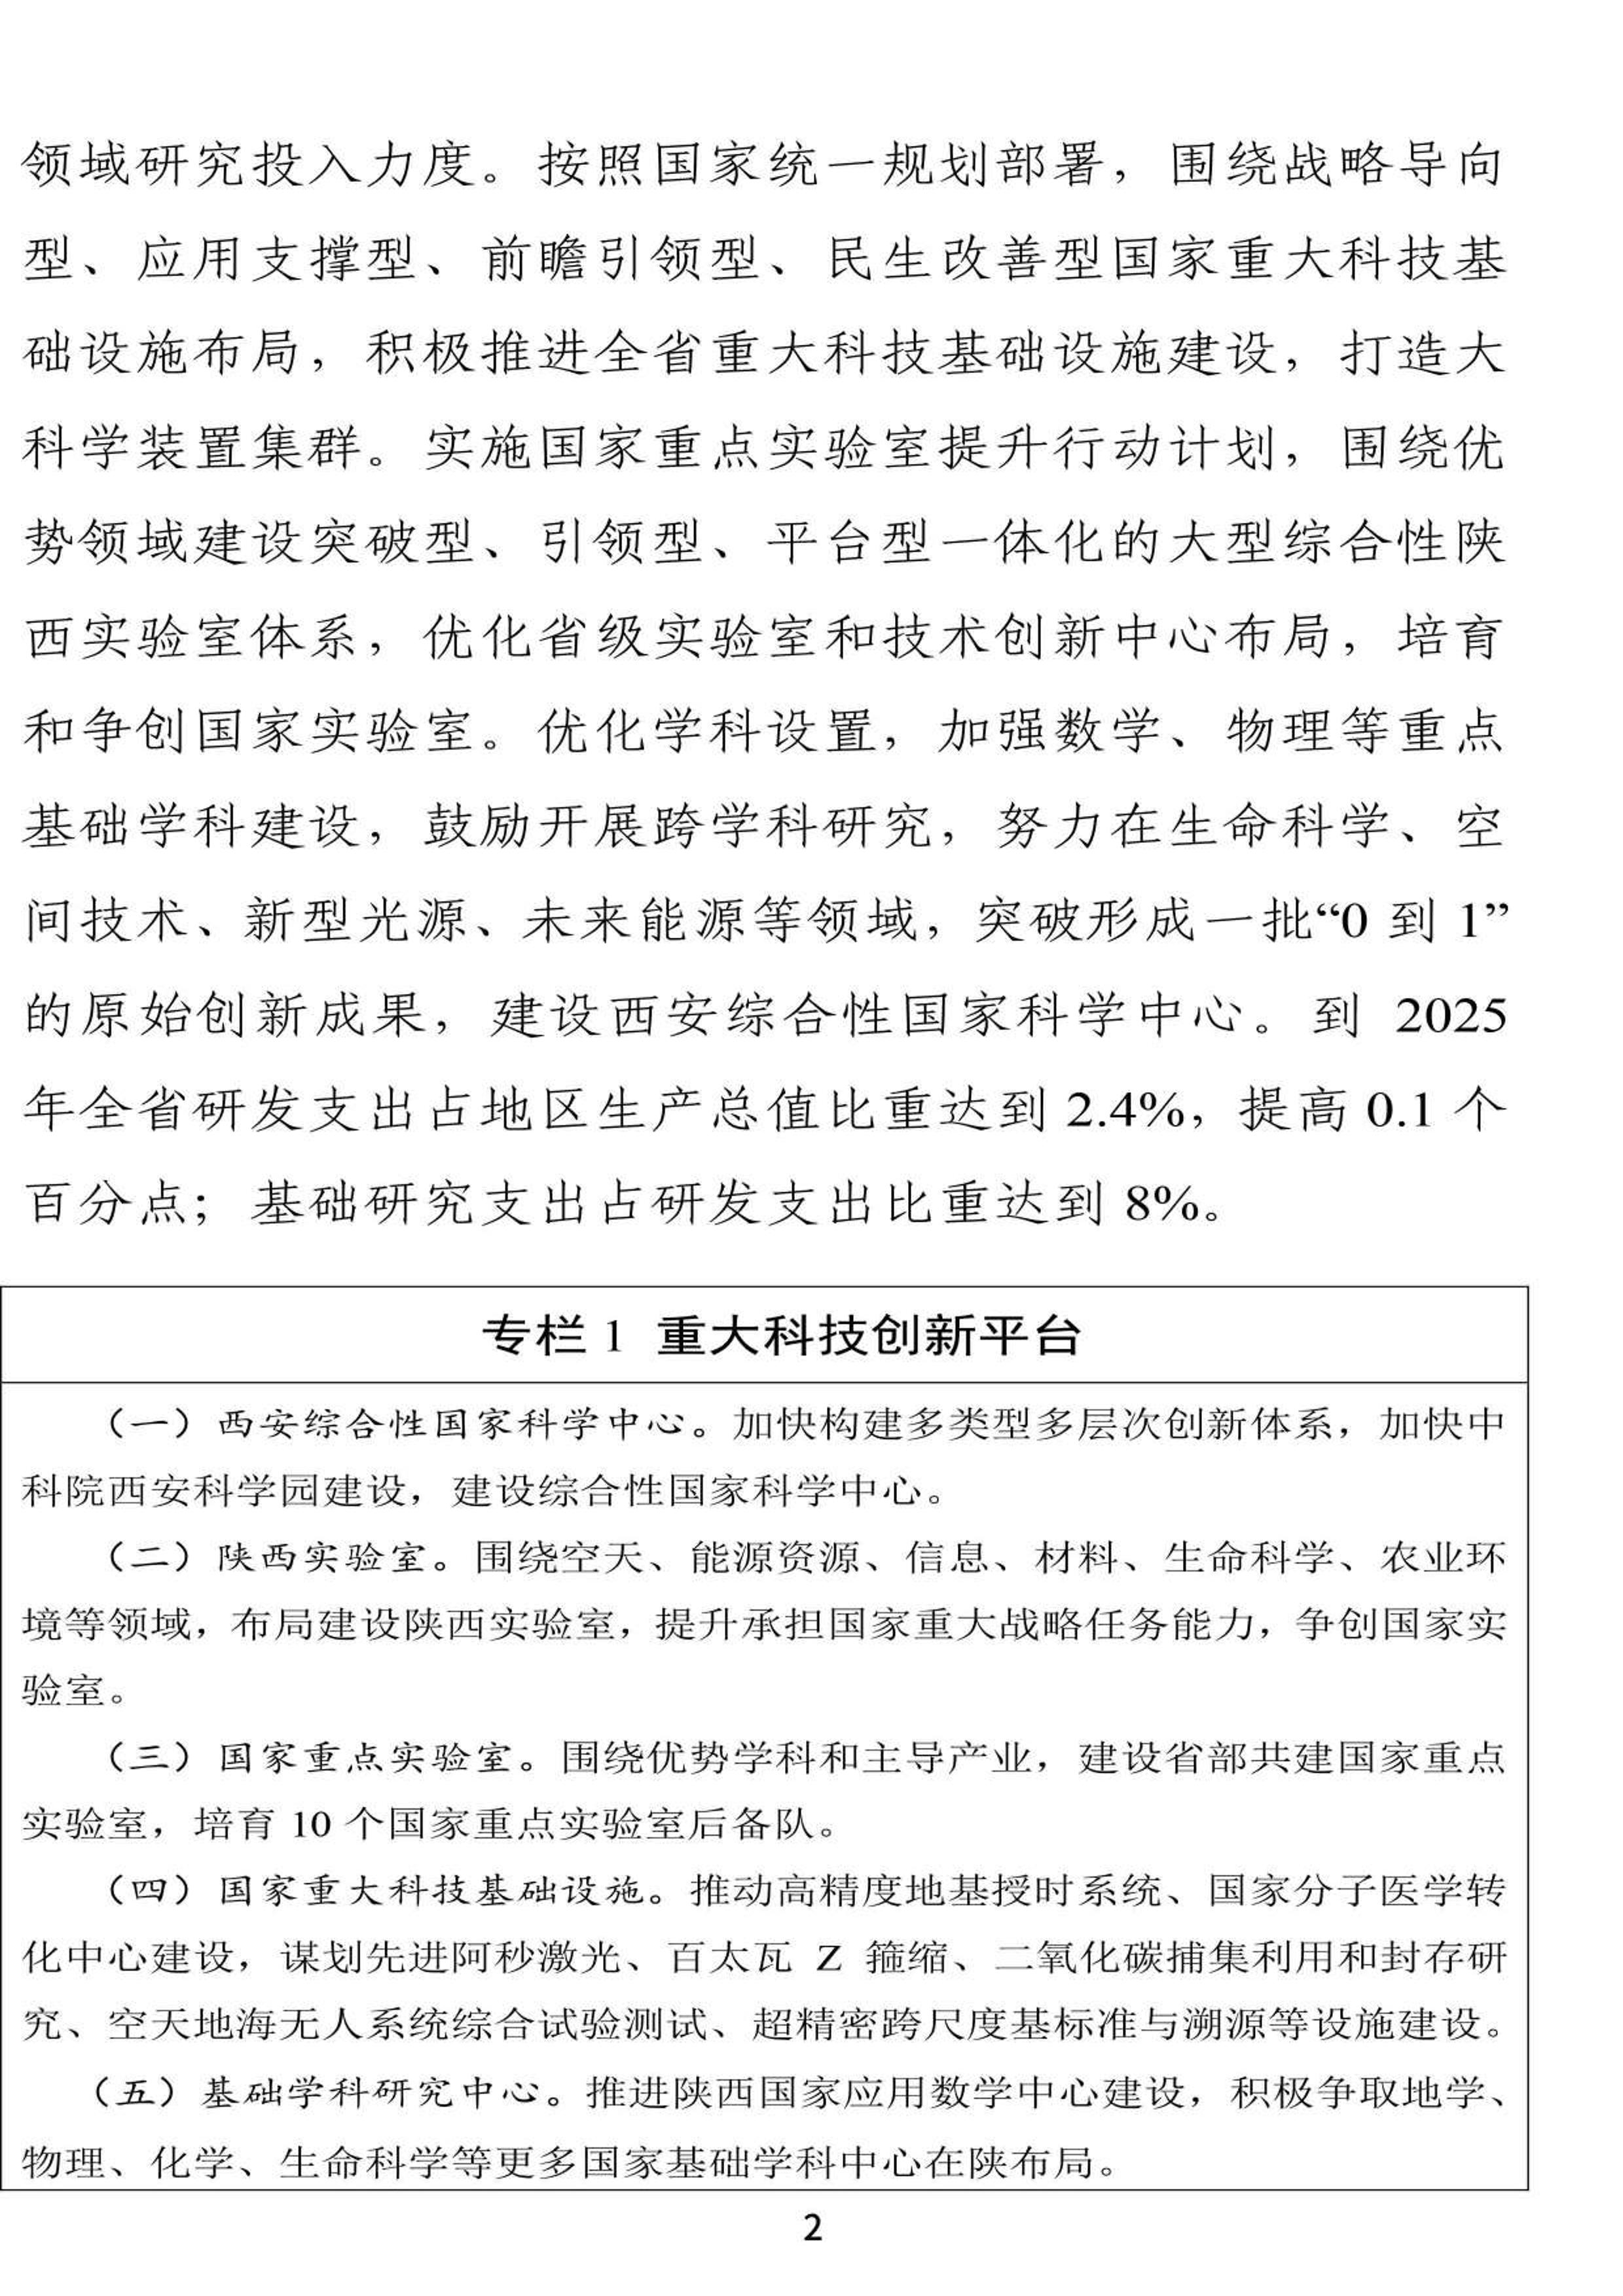 领域研究投入力度。按照国家统一规划部署，围绕战略导向
型、应用支撑型、前瞻引领型、民生改善型国家重大科技基
础设施布局，积极推进全省重大科技基础设施建设，打造大
科学装置集群。实施国家重点实验室提升行动计划，围绕优
势领域建设突破型、引领型、平台型一体化的大型综合性陕
西实验室体系，优化省级实验室和技术创新中心布局，培育
和争创国家实验室。优化学科设置，加强数学、物理等重点
基础学科建设，鼓励开展跨学科研究，努力在生命科学、空
间技术、新型光源、未来能源等领域，突破形成一批“0 到 1”
的原始创新成果，建设西安综合性国家科学中心。到 2025
年全省研发支出占地区生产总值比重达到 2.4%，提高 0.1 个
百分点；基础研究支出占研发支出比重达到 8%。
专栏 1 重大科技创新平台
（一）西安综合性国家科学中心。加快构建多类型多层次创新体系，加快中
科院西安科学园建设，建设综合性国家科学中心。
（二）陕西实验室。围绕空天、能源资源、信息、材料、生命科学、农业环
境等领域，布局建设陕西实验室，提升承担国家重大战略任务能力，争创国家实
验室。
（三）国家重点实验室。围绕优势学科和主导产业，建设省部共建国家重点
实验室，培育 10 个国家重点实验室后备队。
（四）国家重大科技基础设施。推动高精度地基授时系统、国家分子医学转
化中心建设，谋划先进阿秒激光、百太瓦 Z 箍缩、二氧化碳捕集利用和封存研
究、空天地海无人系统综合试验测试、超精密跨尺度基标准与溯源等设施建设。
（五）基础学科研究中心。推进陕西国家应用数学中心建设，积极争取地学、
物理、化学、生命科学等更多国家基础学科中心在陕布局。
2